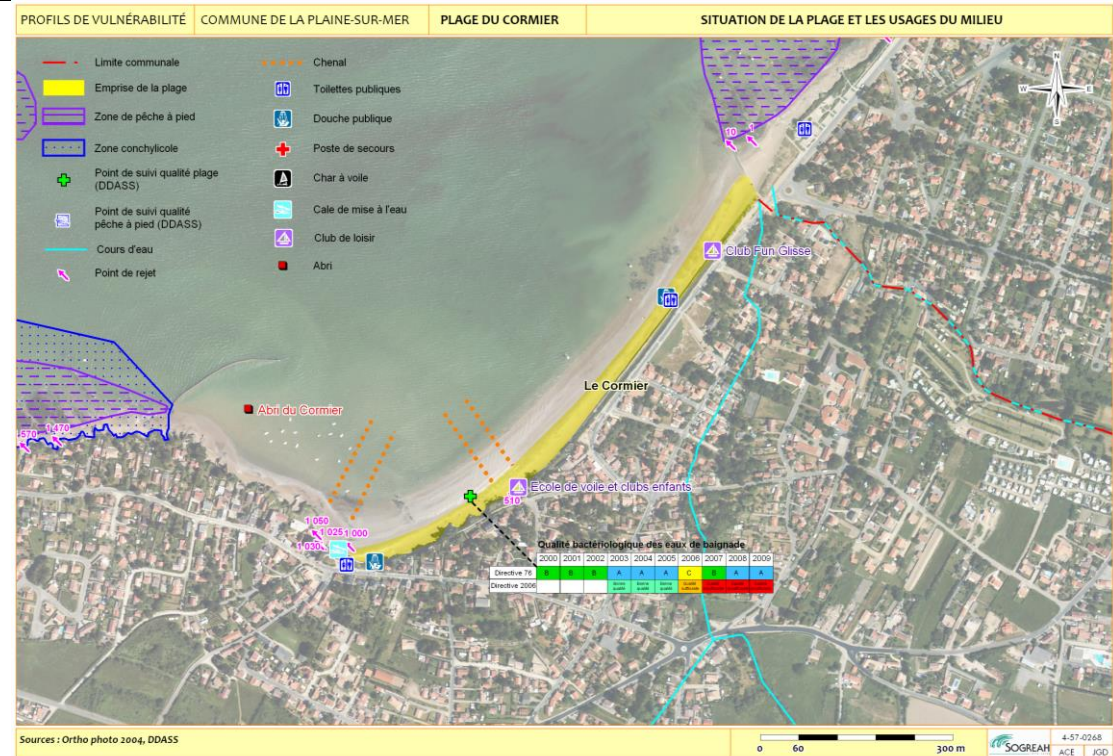 PROFILS DE VULNÉRABILITÉ
COMMUNE DE LA PLAINE-SUR-MER
PLAGE DU CORMIER
SITUATION DE LA PLAGE ET LES USAGES DU MILIEU
Limite communale
Emprise de la plage
Zone de pêche à pied
Zone conchylicole
Point de suivi qualité plage
(DDASS)
Point de suivi qualité
pêche à pied (DDASS)
Cours d'eau
Point de rejet
Chenal
Toilettes publiques
Douche publique
Poste de secours
Char à voile
Cale de mise à l'eau
Club de loisir
Abri
N
W E
S
10 1
Club Fun Glisse
Le Cormier
Abri du Cormier
570 1 470
Ecole de voile et clubs enfants
510
1 050
1 025 1 000
1 030
Qualité bactériologique des eaux de baignade
2000 2001 2002 2003 2004 2005 2006 2007 2008 2009
Directive 76 B B B A A A C B A A
Directive 2006
Sources : Ortho photo 2004, DDASS
0 60 300 m
SOGREAH
4-57-0268
ACE JGD